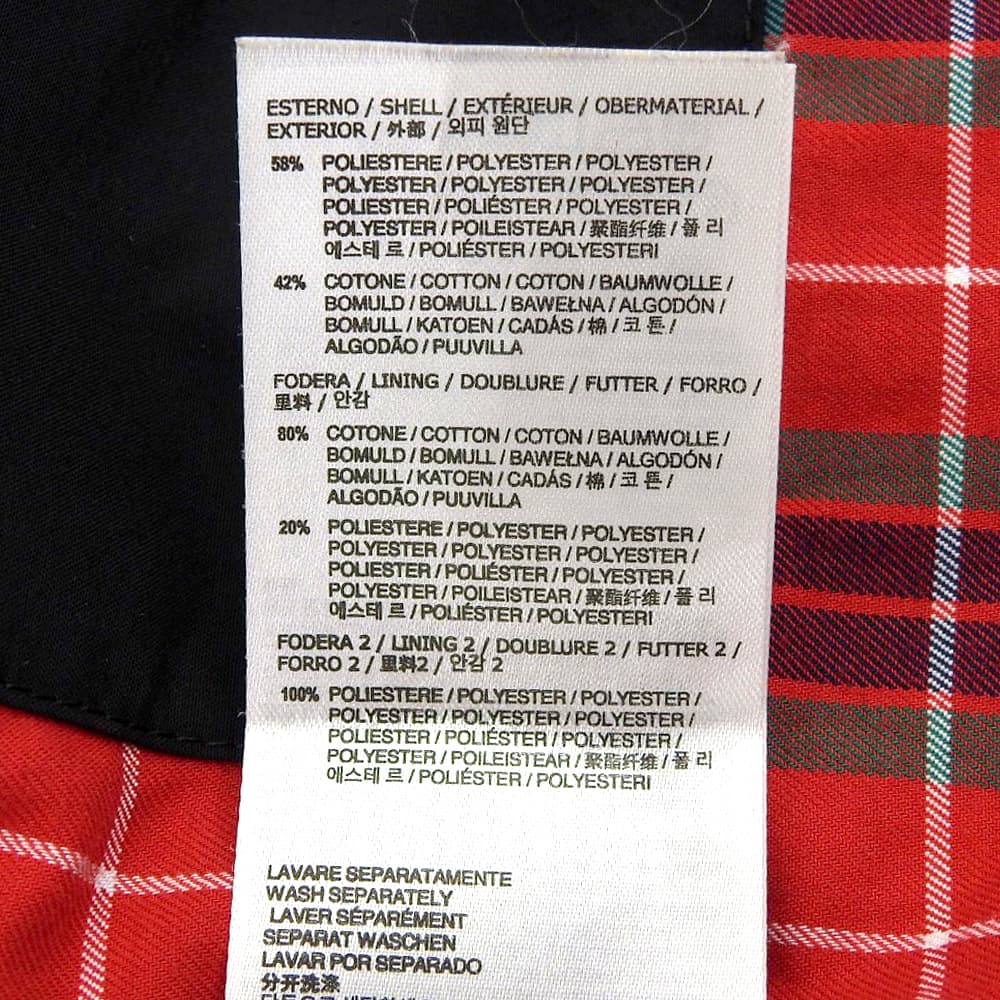 ESTERNO / SHELL / EXTÉRIEUR / OBERMATERIAL /
EXTERIOR / 外部 / 외피 원단
58% POLIESTERE / POLYESTER / POLYESTER /
POLYESTER / POLYESTER / POLYESTER /
POLIESTER / POLIÉSTER / POLYESTER /
POLYESTER / POILEISTEAR / 聚酯纤维 / 폴 리
에스테 르 / POLIÉSTER / POLYESTERI
42% COTONE / COTTON / COTON / BAUMWOLLE /
BOMULD / BOMULL / BAWEŁNA / ALGODÓN /
BOMULL / KATOEN / CADÁS / 棉 / 코 튼 /
ALGODÃO / PUUVILLA
FODERA / LINING / DOUBLURE / FUTTER / FORRO /
里料 / 안감
80% COTONE / COTTON / COTON / BAUMWOLLE /
BOMULD / BOMULL / BAWEŁNA / ALGODÓN /
BOMULL / KATOEN / CADÁS / 棉 / 코 튼 /
ALGODÃO / PUUVILLA
20% POLIESTERE / POLYESTER / POLYESTER /
POLYESTER / POLYESTER / POLYESTER /
POLIESTER / POLIÉSTER / POLYESTER /
POLYESTER / POILEISTEAR / 聚酯纤维 / 폴 리
에스테 르 / POLIÉSTER / POLYESTERI
FODERA 2 / LINING 2 / DOUBLURE 2 / FUTTER 2 /
FORRO 2 / 里料2 / 안감 2
100% POLIESTERE / POLYESTER / POLYESTER /
POLYESTER / POLYESTER / POLYESTER /
POLIESTER / POLIÉSTER / POLYESTER /
POLYESTER / POILEISTEAR / 聚酯纤维 / 폴 리
에스테 르 / POLIÉSTER / POLYESTERI
LAVARE SEPARATAMENTE
WASH SEPARATELY
LAVER SÉPARÉMENT
SEPARAT WASCHEN
LAVAR POR SEPARADO
分开洗涤